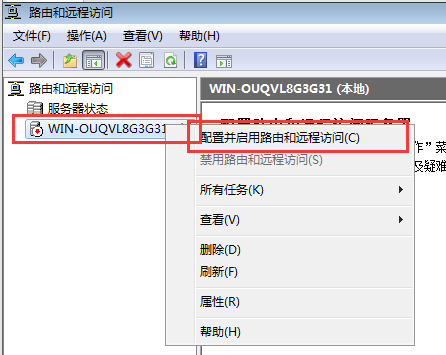 路由和远程访问
文件(F) 操作(A) 查看(V) 帮助(H)
路由和远程访问
服务器状态
WIN-OUQVL8G3G31
WIN-OUQVL8G3G31 (本地)
配置并启用路由和远程访问(C)
禁用路由和远程访问(S)
所有任务(K)
查看(V)
删除(D)
刷新(F)
属性(R)
帮助(H)
作”菜
及疑难